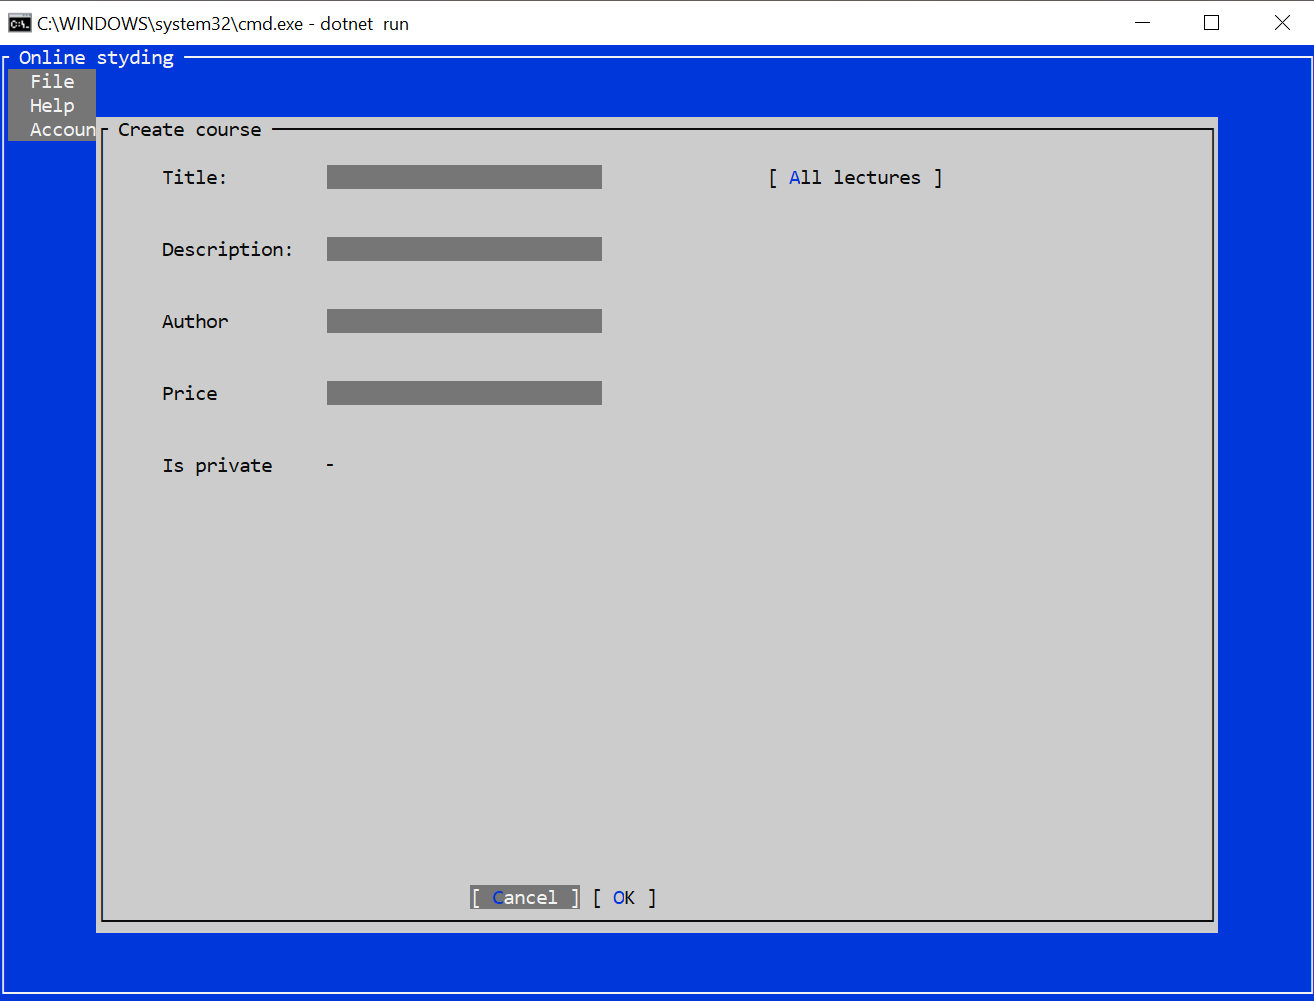 C:\WINDOWS\system32\cmd.exe - dotnet  run
Online styding
File
Help
Accoun
Create course
Title:
[ All lectures ]
Description:
Author
Price
Is private -
[ Cancel ] [ OK ]